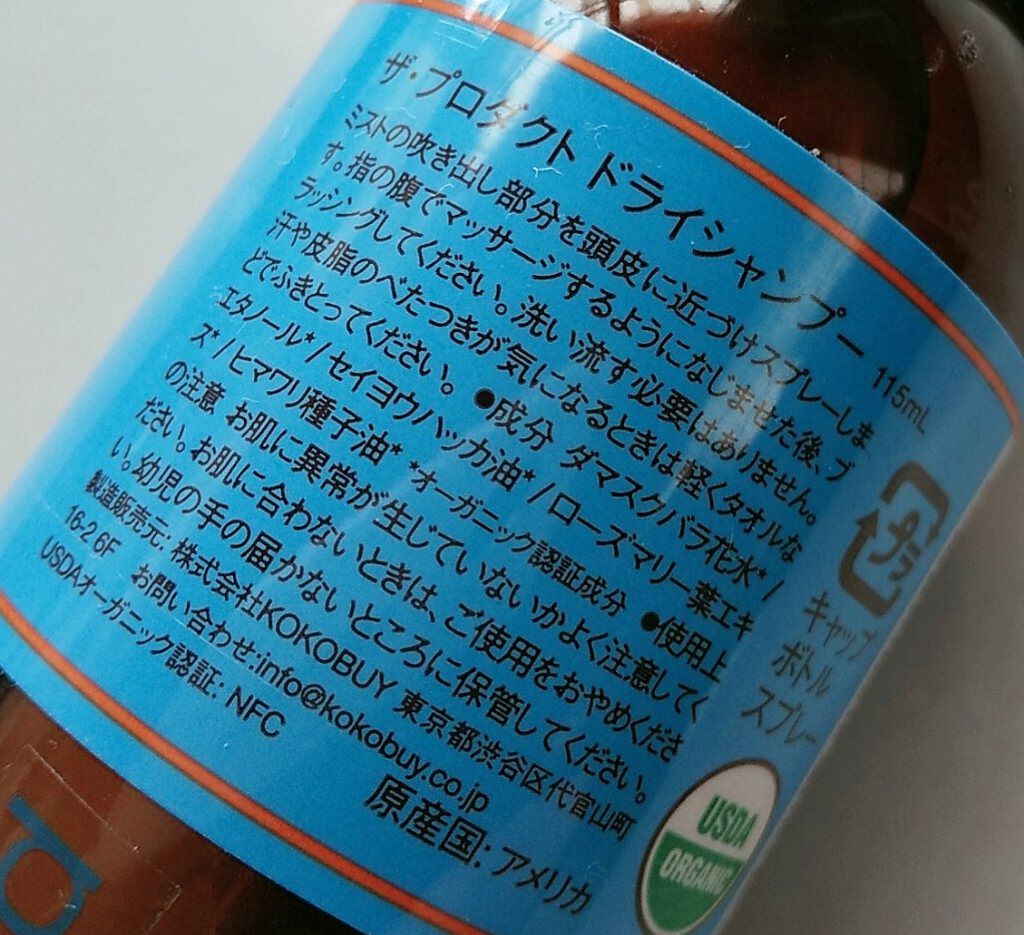 ザ・プロダクト ドライシャンプー 115mL
ミストの吹き出し部分を頭皮に近づけスプレーしま
す。指の腹でマッサージするようになじませた後、ブ
ラッシングしてください。洗い流す必要はありません。
汗や皮脂のべたつきが気になるときは軽くタオルな
どでふきとってください。 ●成分 ダマスクバラ花水* /
エタノール* / セイヨウハッカ油* / ローズマリー葉エキ
ス* / ヒマワリ種子油* *オーガニック認証成分 ●使用上
の注意 お肌に異常が生じていないかよく注意してく
ださい。お肌に合わないときは、ご使用をおやめくださ
い。幼児の手の届かないところに保管してください。
製造販売元: 株式会社KOKOBUY 東京都渋谷区代官山町
16-2 6F お問い合わせ:info@kokobuy.co.jp
USDAオーガニック認証: NFC
原産国: アメリカ
プラ
キャップ
ボトル
スプレー
USDA
ORGANIC
d